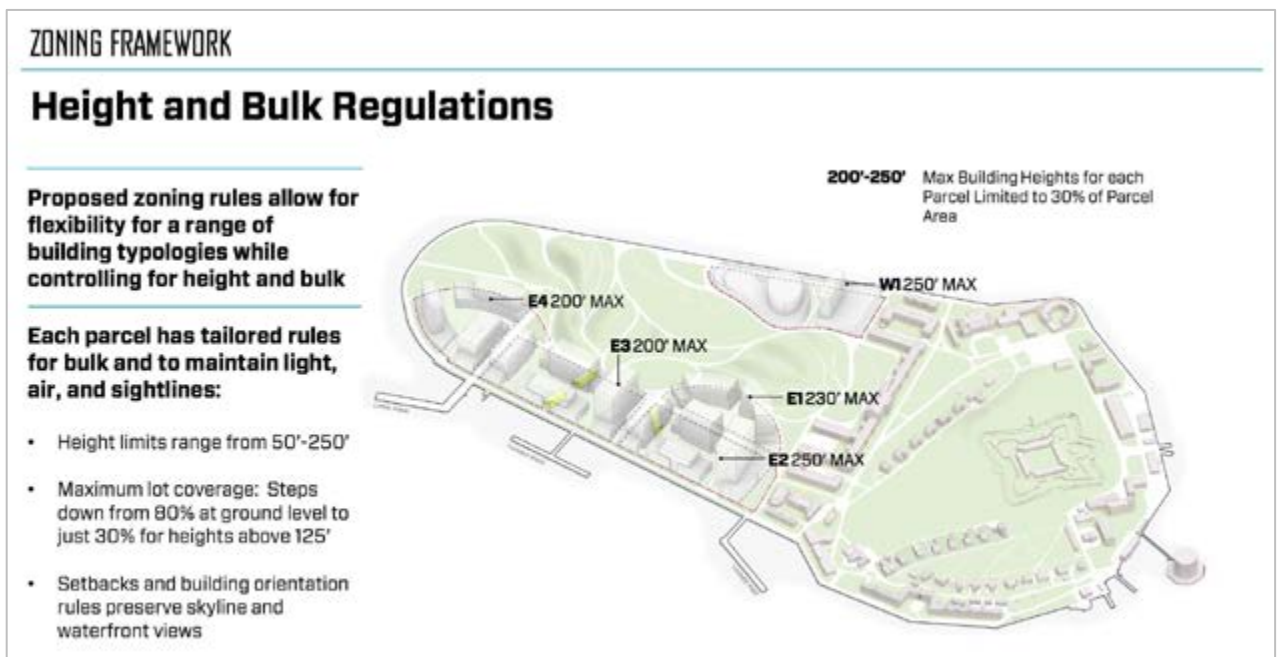 ZONING FRAMEWORK
Height and Bulk Regulations
Proposed zoning rules allow for
flexibility for a range of
building typologies while
controlling for height and bulk
Each parcel has tailored rules
for bulk and to maintain light,
air, and sightlines:
• Height limits range from 50'-250'
• Maximum lot coverage: Steps
down from 80% at ground level to
just 30% for heights above 125'
• Setbacks and building orientation
rules preserve skyline and
waterfront views
200'-250' Max Building Heights for each
Parcel Limited to 30% of Parcel
Area
W1 250' MAX
E4 200' MAX
E3 200' MAX
E1 230' MAX
E2 250' MAX